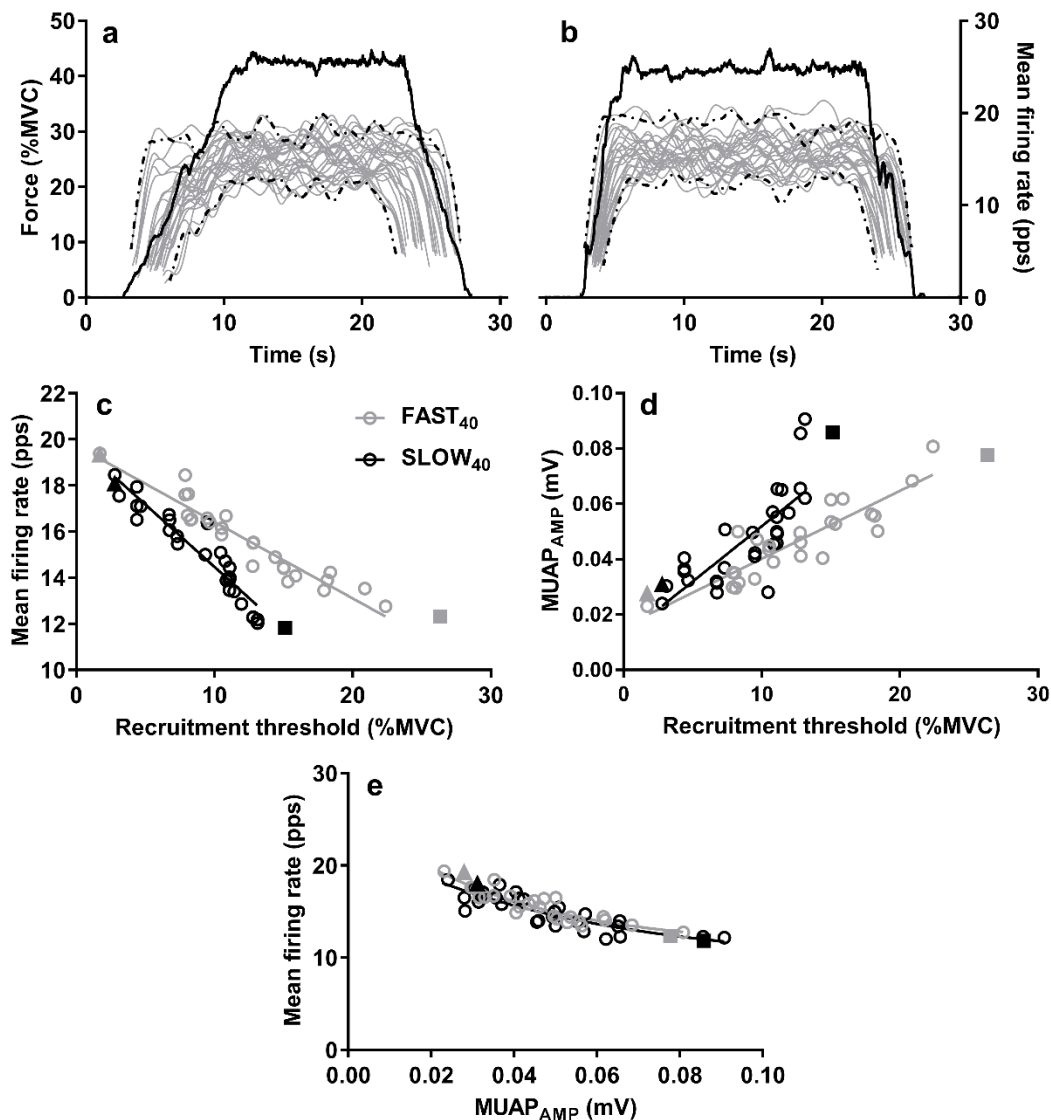 a
50
40
30
20
10
0
Force (%MVC)
0
10
20
30
Time (s)
b
30
20
10
0
Mean firing rate (pps)
0
10
20
30
Time (s)
c
22
20
18
16
14
12
10
Mean firing rate (pps)
FAST40
SLOW40
0
10
20
30
Recruitment threshold (%MVC)
d
0.10
0.08
0.06
0.04
0.02
0.00
MUAPAMP (mV)
0
10
20
30
Recruitment threshold (%MVC)
e
30
20
10
0
Mean firing rate (pps)
0.00
0.02
0.04
0.06
0.08
0.10
MUAPAMP (mV)